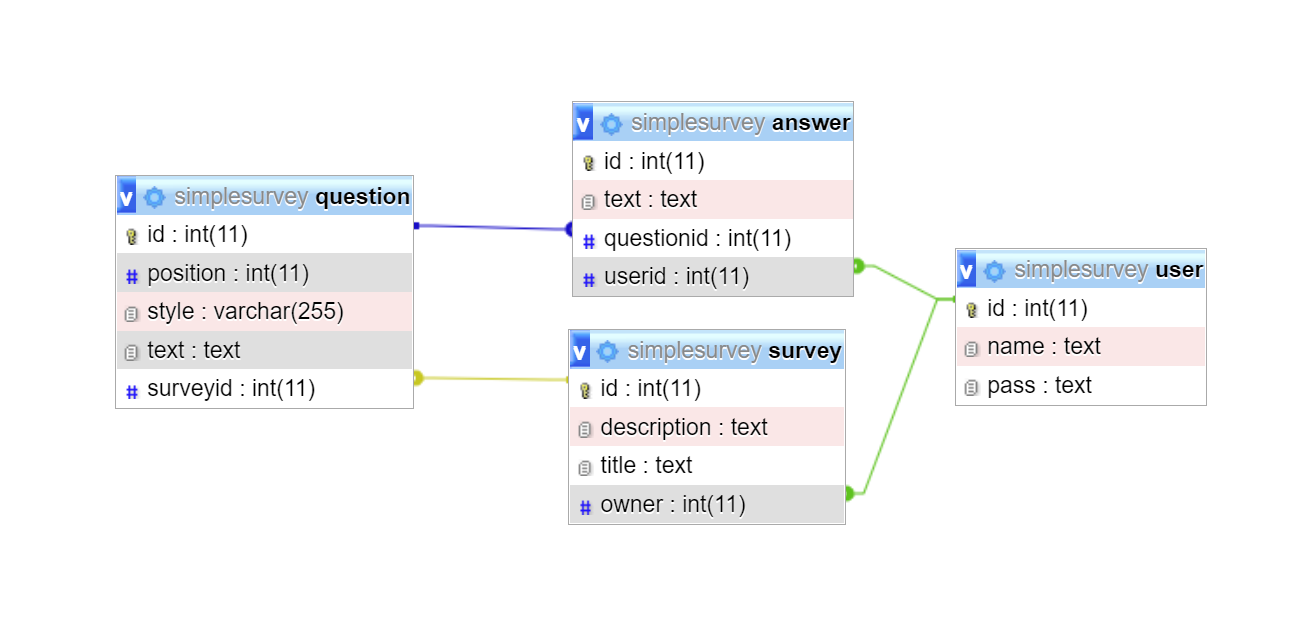 v simplesurvey question
id : int(11)
# position : int(11)
style : varchar(255)
text : text
# surveyid : int(11)
v simplesurvey answer
id : int(11)
text : text
# questionid : int(11)
# userid : int(11)
v simplesurvey survey
id : int(11)
description : text
title : text
# owner : int(11)
v simplesurvey user
id : int(11)
name : text
pass : text